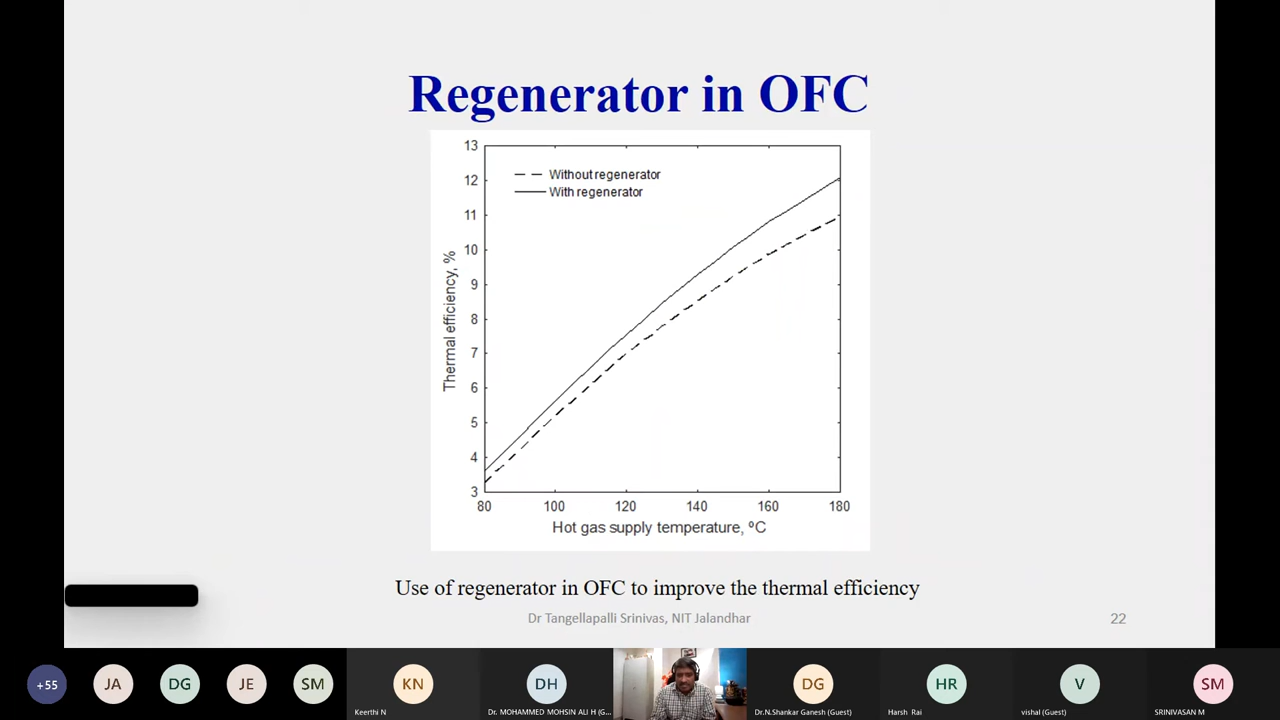 Regenerator in OFC
13
12
11
10
9
8
7
6
5
4
3
Thermal efficiency, %
Without regenerator
With regenerator
80 100 120 140 160 180
Hot gas supply temperature, ºC
Use of regenerator in OFC to improve the thermal efficiency
Dr Tangellapalli Srinivas, NIT Jalandhar 22
+55 JA DG JE SM KN DH DG HR V SM
Keerthi N Dr. MOHAMMED MOHSIN ALI H (G... Dr.N.Shankar Ganesh (Guest) Harsh Rai vishal (Guest) SRINIVASAN M